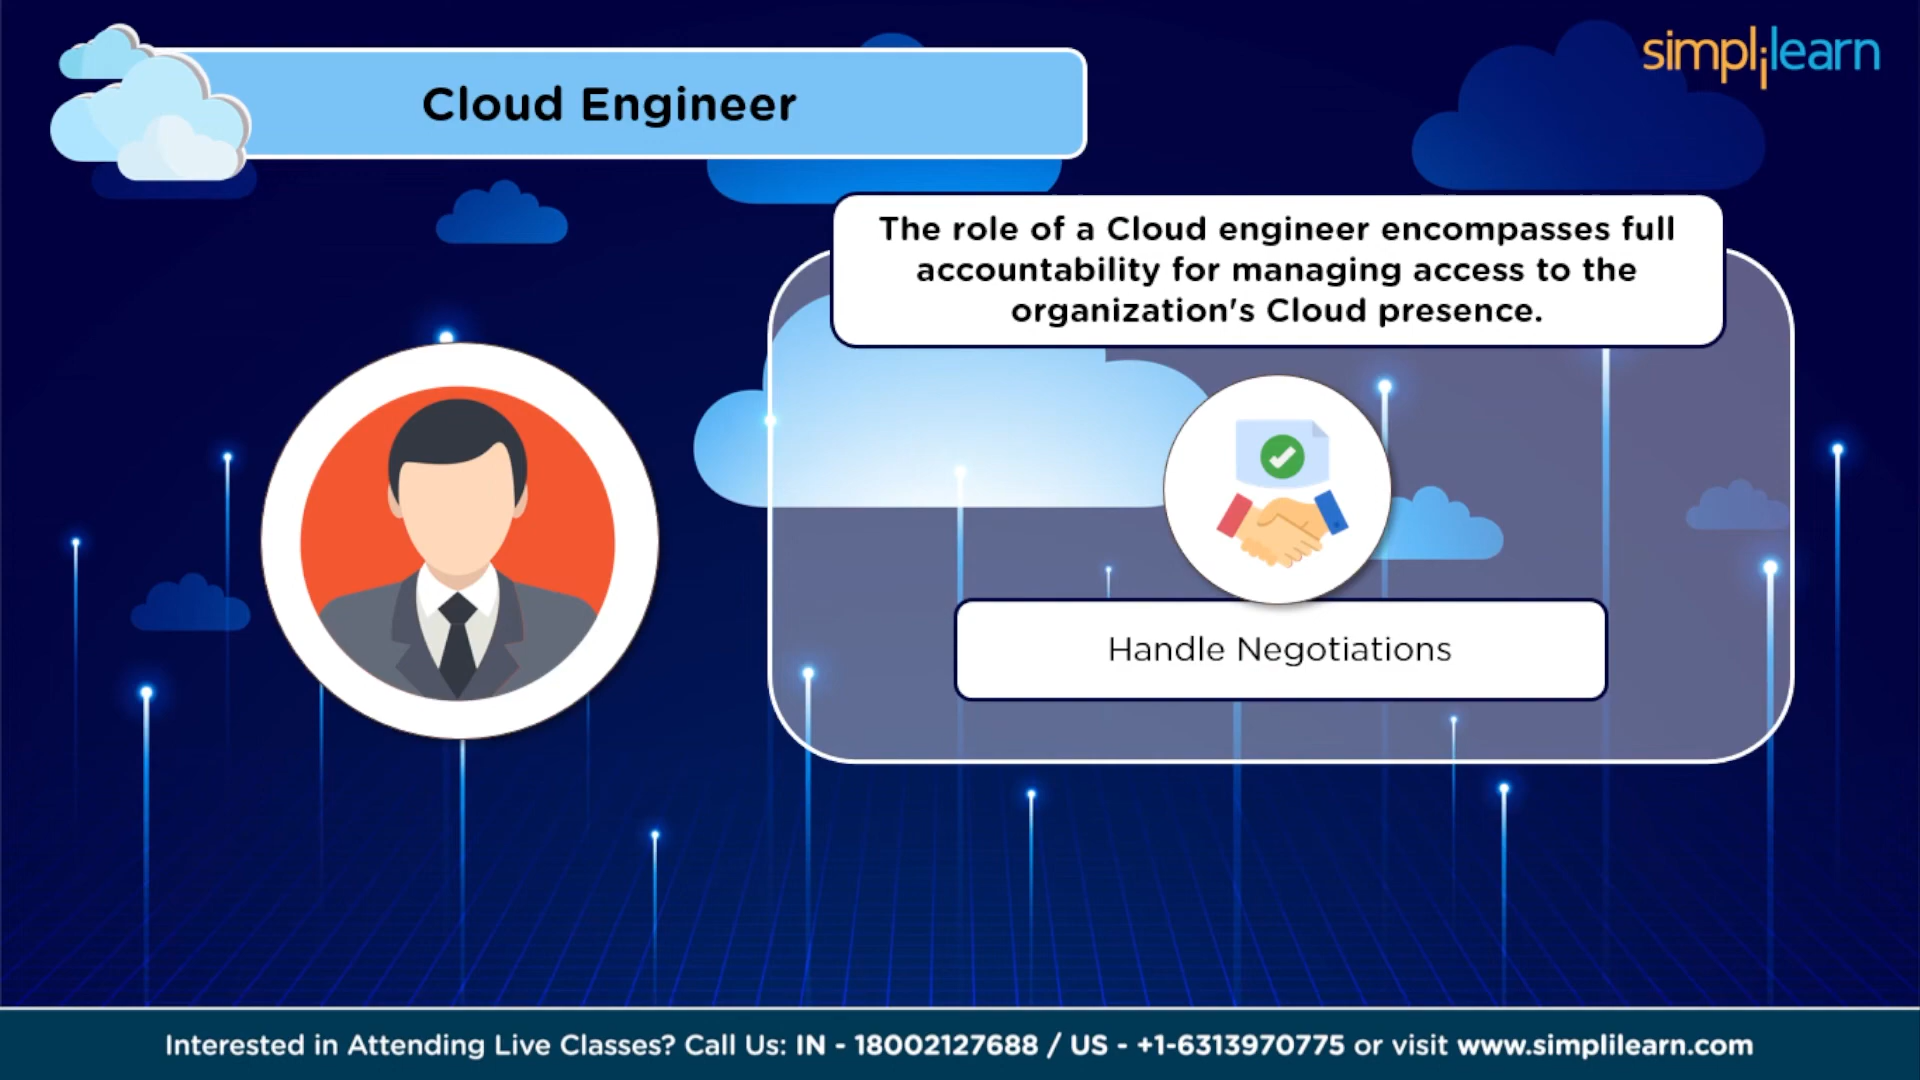 simplilearn
Cloud Engineer
The role of a Cloud engineer encompasses full
accountability for managing access to the
organization's Cloud presence.
Handle Negotiations
Interested in Attending Live Classes? Call Us: IN - 18002127688 / US - +1-6313970775 or visit www.simplilearn.com